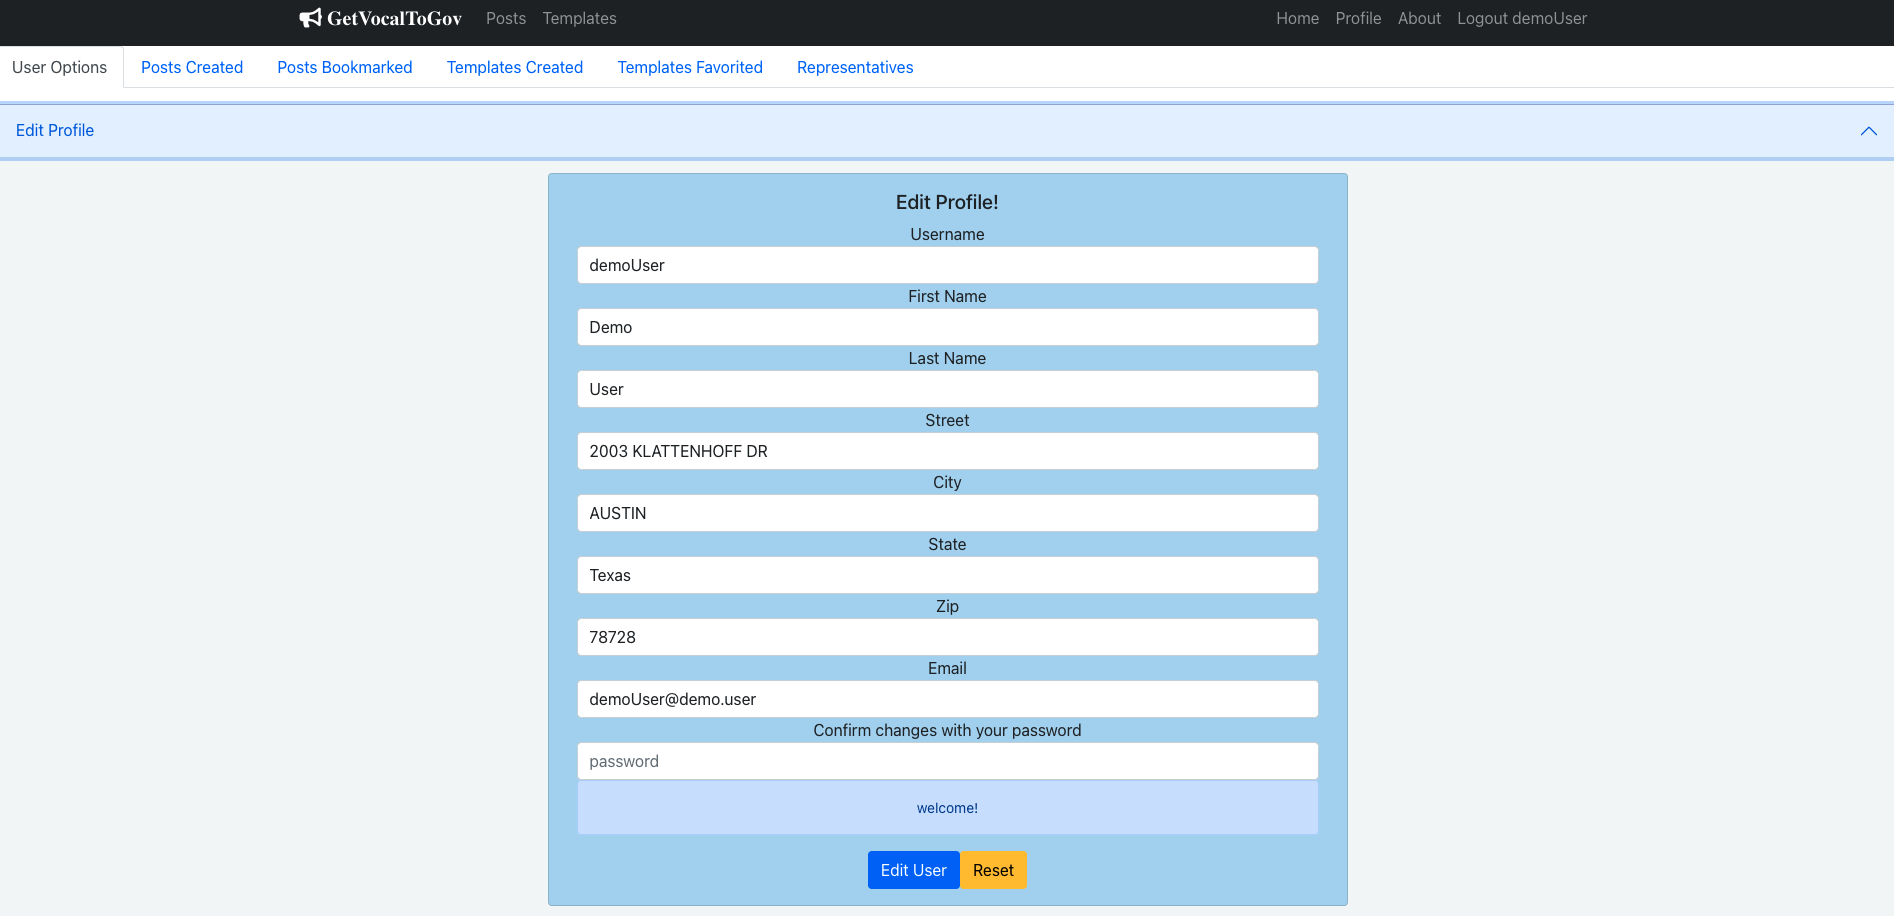 GetVocalToGov Posts Templates Home Profile About Logout demoUser
User Options Posts Created Posts Bookmarked Templates Created Templates Favorited Representatives
Edit Profile
Edit Profile!
Username
demoUser
First Name
Demo
Last Name
User
Street
2003 KLATTENHOFF DR
City
AUSTIN
State
Texas
Zip
78728
Email
demoUser@demo.user
Confirm changes with your password
password
welcome!
Edit User Reset